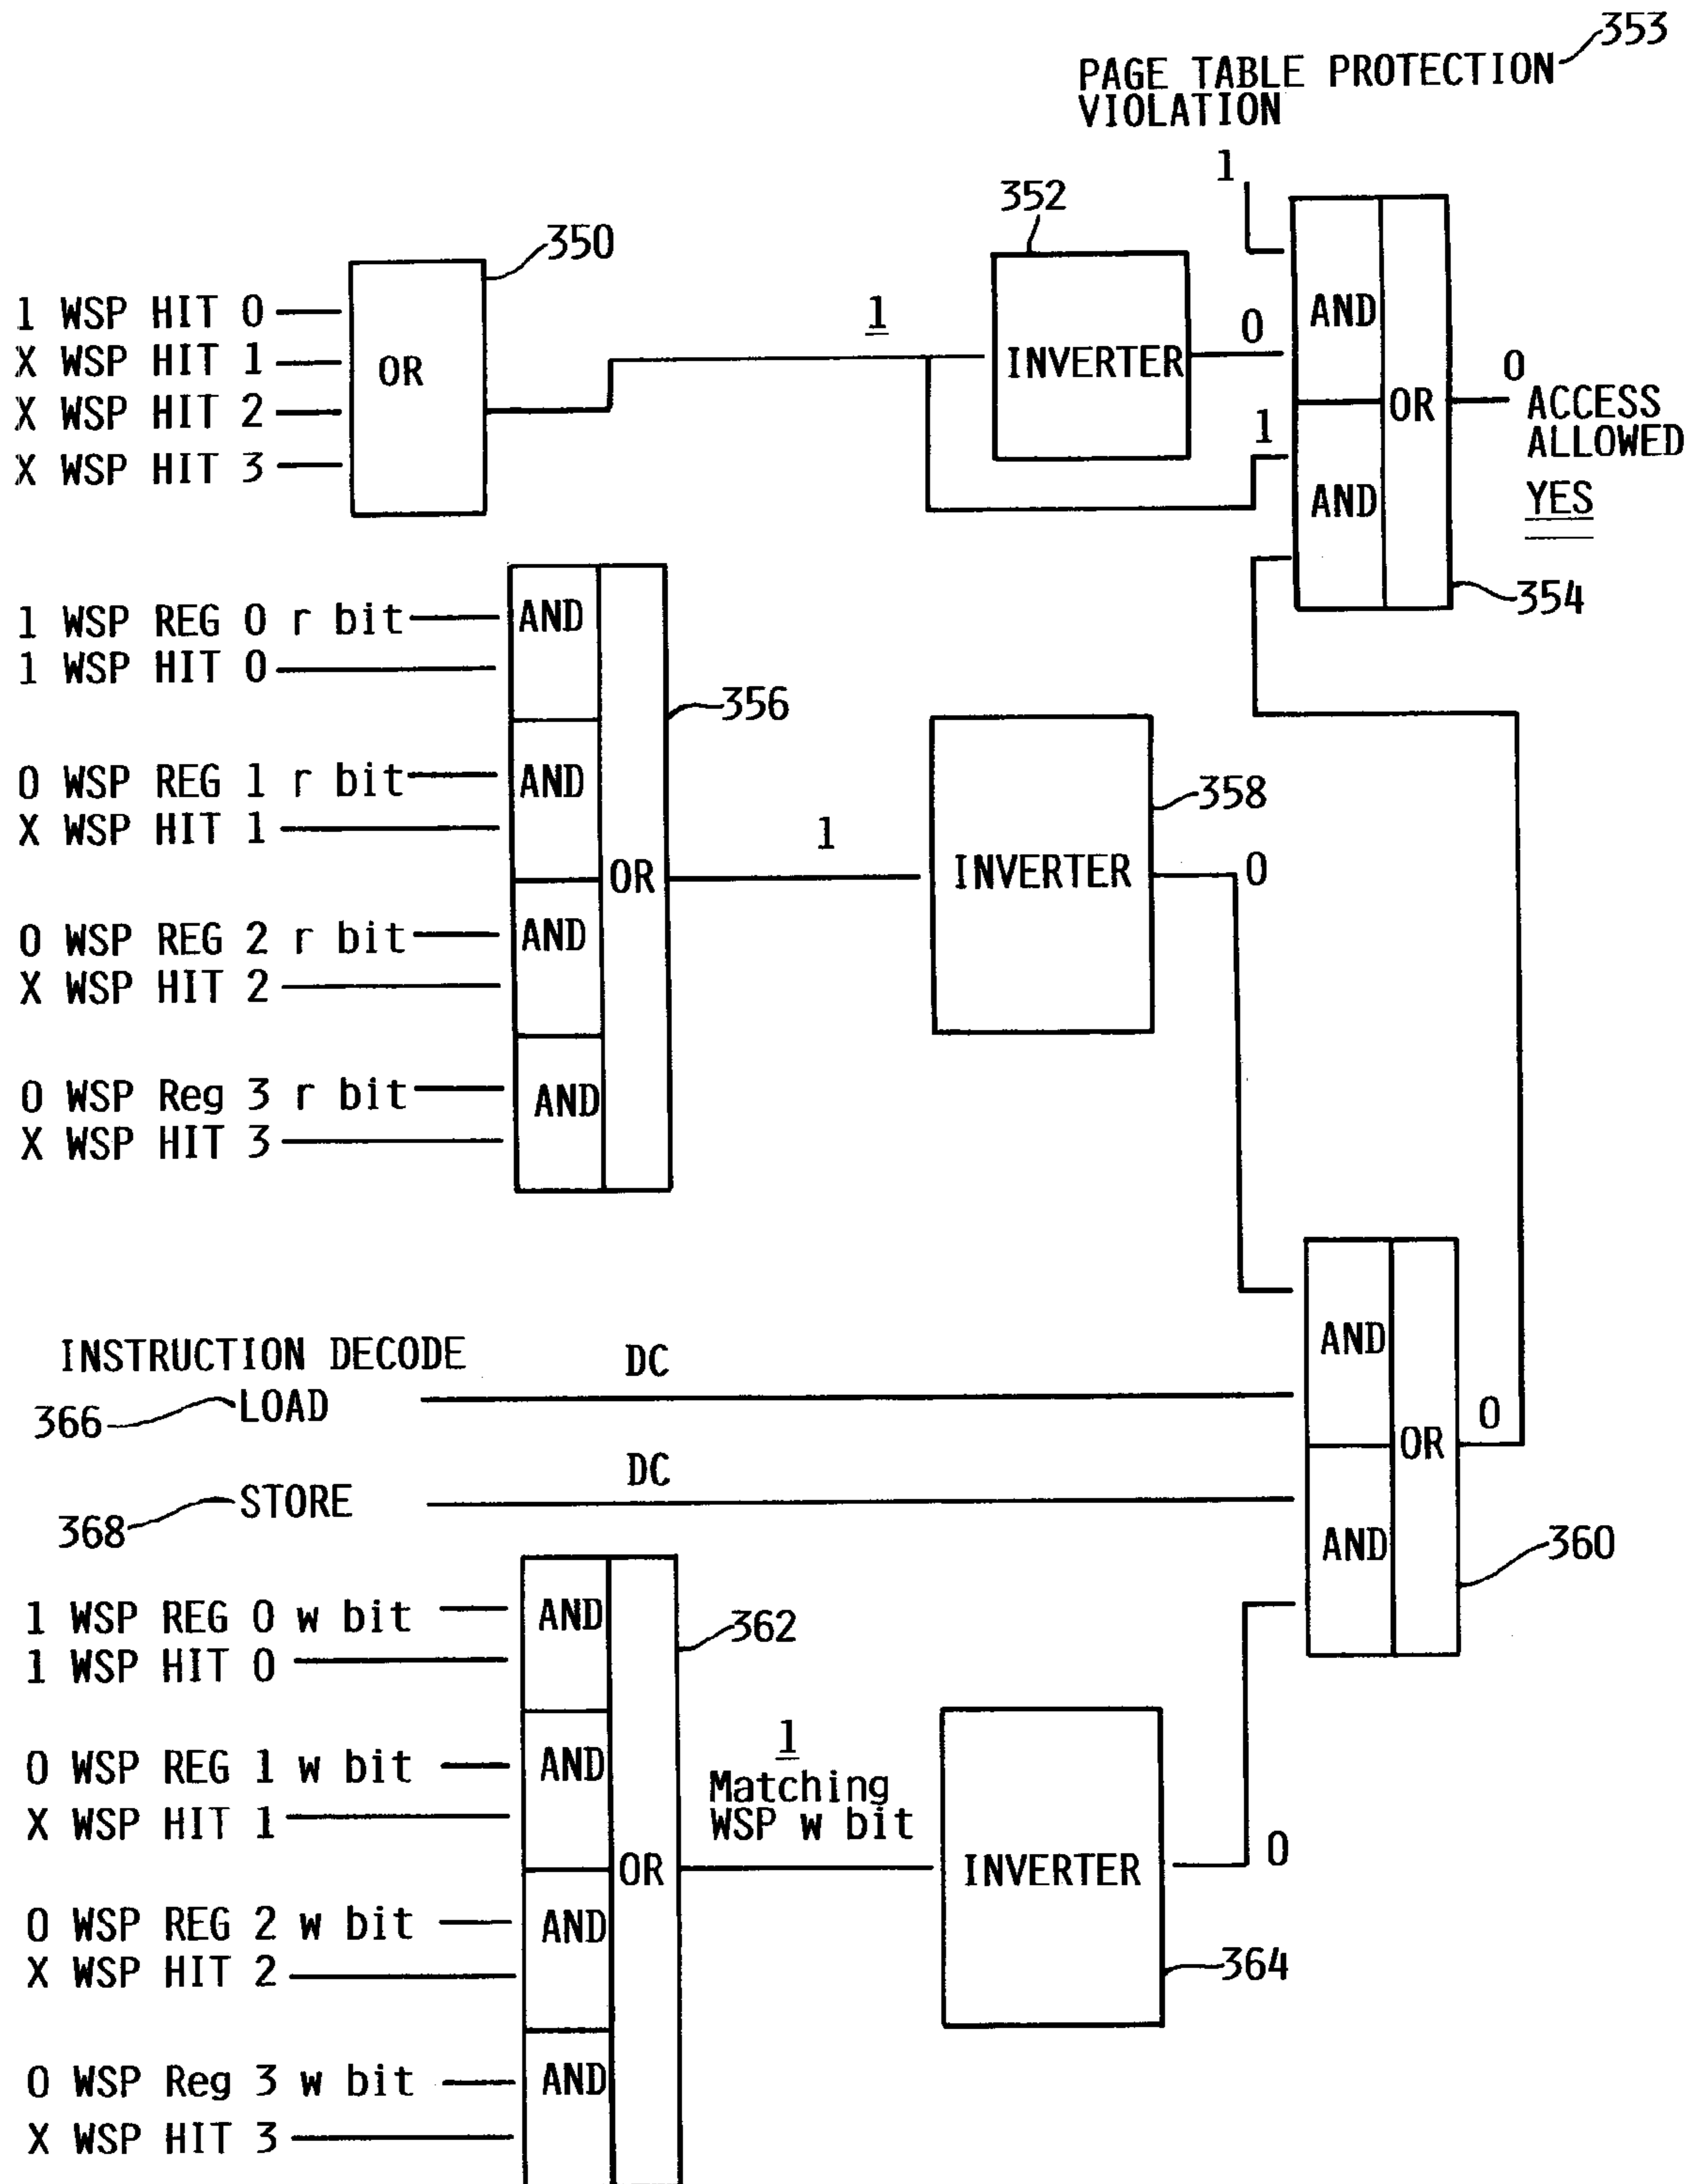 353
PAGE TABLE PROTECTION
VIOLATION
1
352
350
1 WSP HIT 0
X WSP HIT 1
X WSP HIT 2
X WSP HIT 3
OR
1
INVERTER
0
1
AND
AND
OR
0
ACCESS
ALLOWED
YES
354
1 WSP REG 0 r bit
1 WSP HIT 0
0 WSP REG 1 r bit
X WSP HIT 1
0 WSP REG 2 r bit
X WSP HIT 2
0 WSP Reg 3 r bit
X WSP HIT 3
AND
AND
AND
AND
OR
356
1
INVERTER
358
0
INSTRUCTION DECODE
366
LOAD
DC
368
STORE
DC
AND
AND
OR
0
360
1 WSP REG 0 w bit
1 WSP HIT 0
0 WSP REG 1 w bit
X WSP HIT 1
0 WSP REG 2 w bit
X WSP HIT 2
0 WSP Reg 3 w bit
X WSP HIT 3
AND
AND
AND
AND
OR
362
1
Matching
WSP w bit
INVERTER
0
364